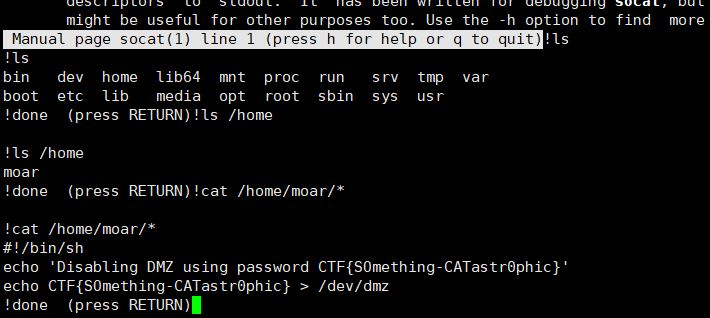 descriptors to stdout. It has been written for debugging socat, but
might be useful for other purposes too. Use the -h option to find more
Manual page socat(1) line 1 (press h for help or q to quit)!ls
!ls
bin dev home lib64 mnt proc run srv tmp var
boot etc lib media opt root sbin sys usr
!done (press RETURN)!ls /home
!ls /home
moar
!done (press RETURN)!cat /home/moar/*
!cat /home/moar/*
#!/bin/sh
echo 'Disabling DMZ using password CTF{SOmething-CATastr0phic}'
echo CTF{SOmething-CATastr0phic} > /dev/dmz
!done (press RETURN)